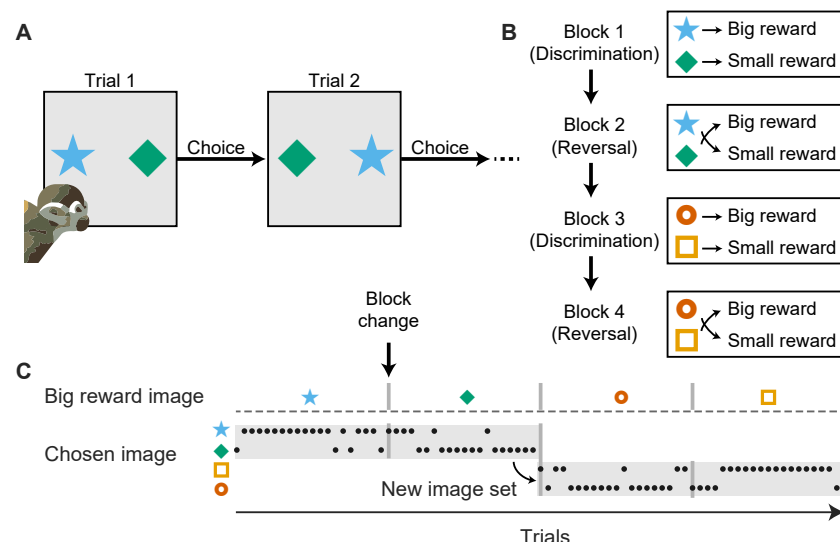 A
Trial 1
Trial 2
Choice
Choice
B
Block 1
(Discrimination)
Big reward
Small reward
Block 2
(Reversal)
Big reward
Small reward
Block 3
(Discrimination)
Big reward
Small reward
Block 4
(Reversal)
Big reward
Small reward
Block
change
C
Big reward image
Chosen image
New image set
Trials